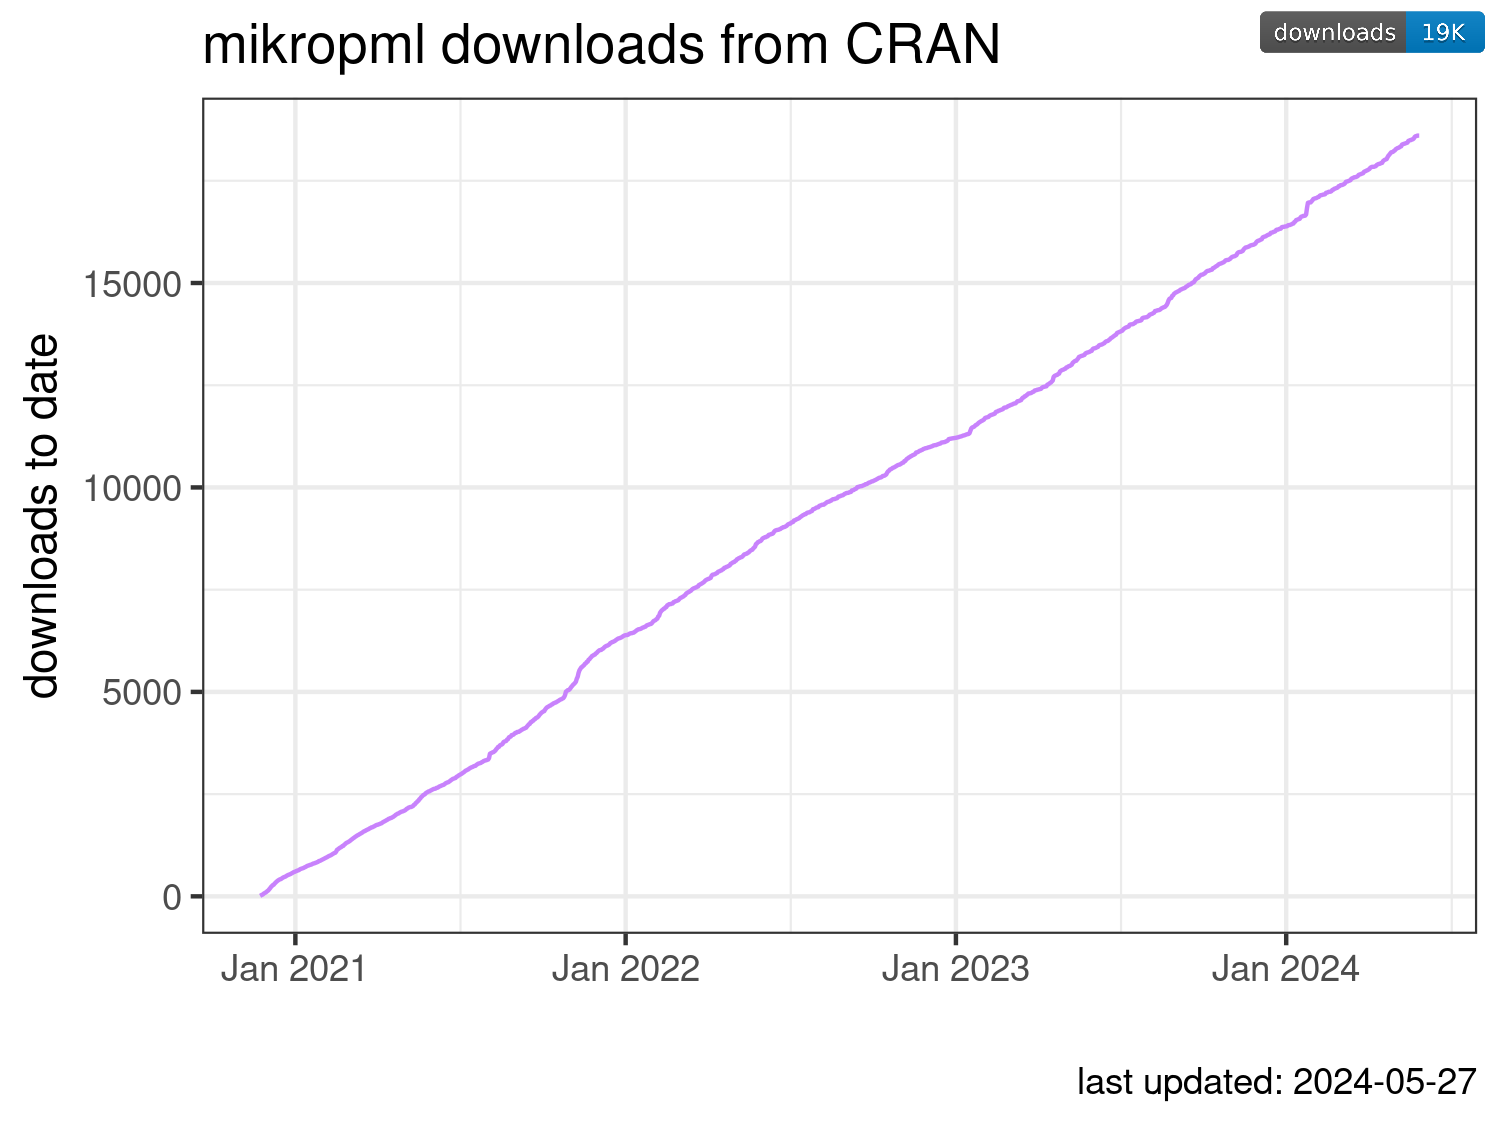 mikropml downloads from CRAN
downloads 19K
downloads to date
15000
10000
5000
0
Jan 2021 Jan 2022 Jan 2023 Jan 2024
last updated: 2024-05-27